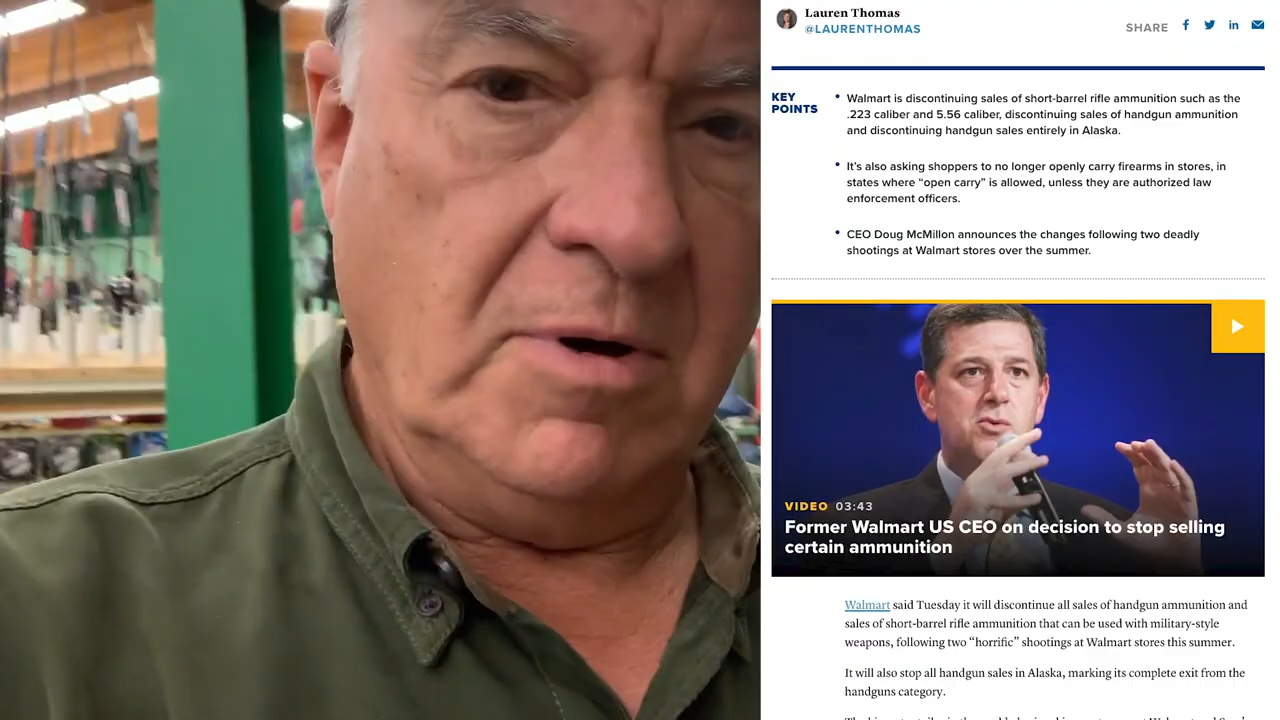 Lauren Thomas
@LAURENTHOMAS
SHARE
KEY
POINTS
• Walmart is discontinuing sales of short-barrel rifle ammunition such as the
.223 caliber and 5.56 caliber, discontinuing sales of handgun ammunition
and discontinuing handgun sales entirely in Alaska.
• It’s also asking shoppers to no longer openly carry firearms in stores, in
states where “open carry” is allowed, unless they are authorized law
enforcement officers.
• CEO Doug McMillon announces the changes following two deadly
shootings at Walmart stores over the summer.
VIDEO 03:43
Former Walmart US CEO on decision to stop selling
certain ammunition
Walmart said Tuesday it will discontinue all sales of handgun ammunition and
sales of short-barrel rifle ammunition that can be used with military-style
weapons, following two “horrific” shootings at Walmart stores this summer.
It will also stop all handgun sales in Alaska, marking its complete exit from the
handguns category.